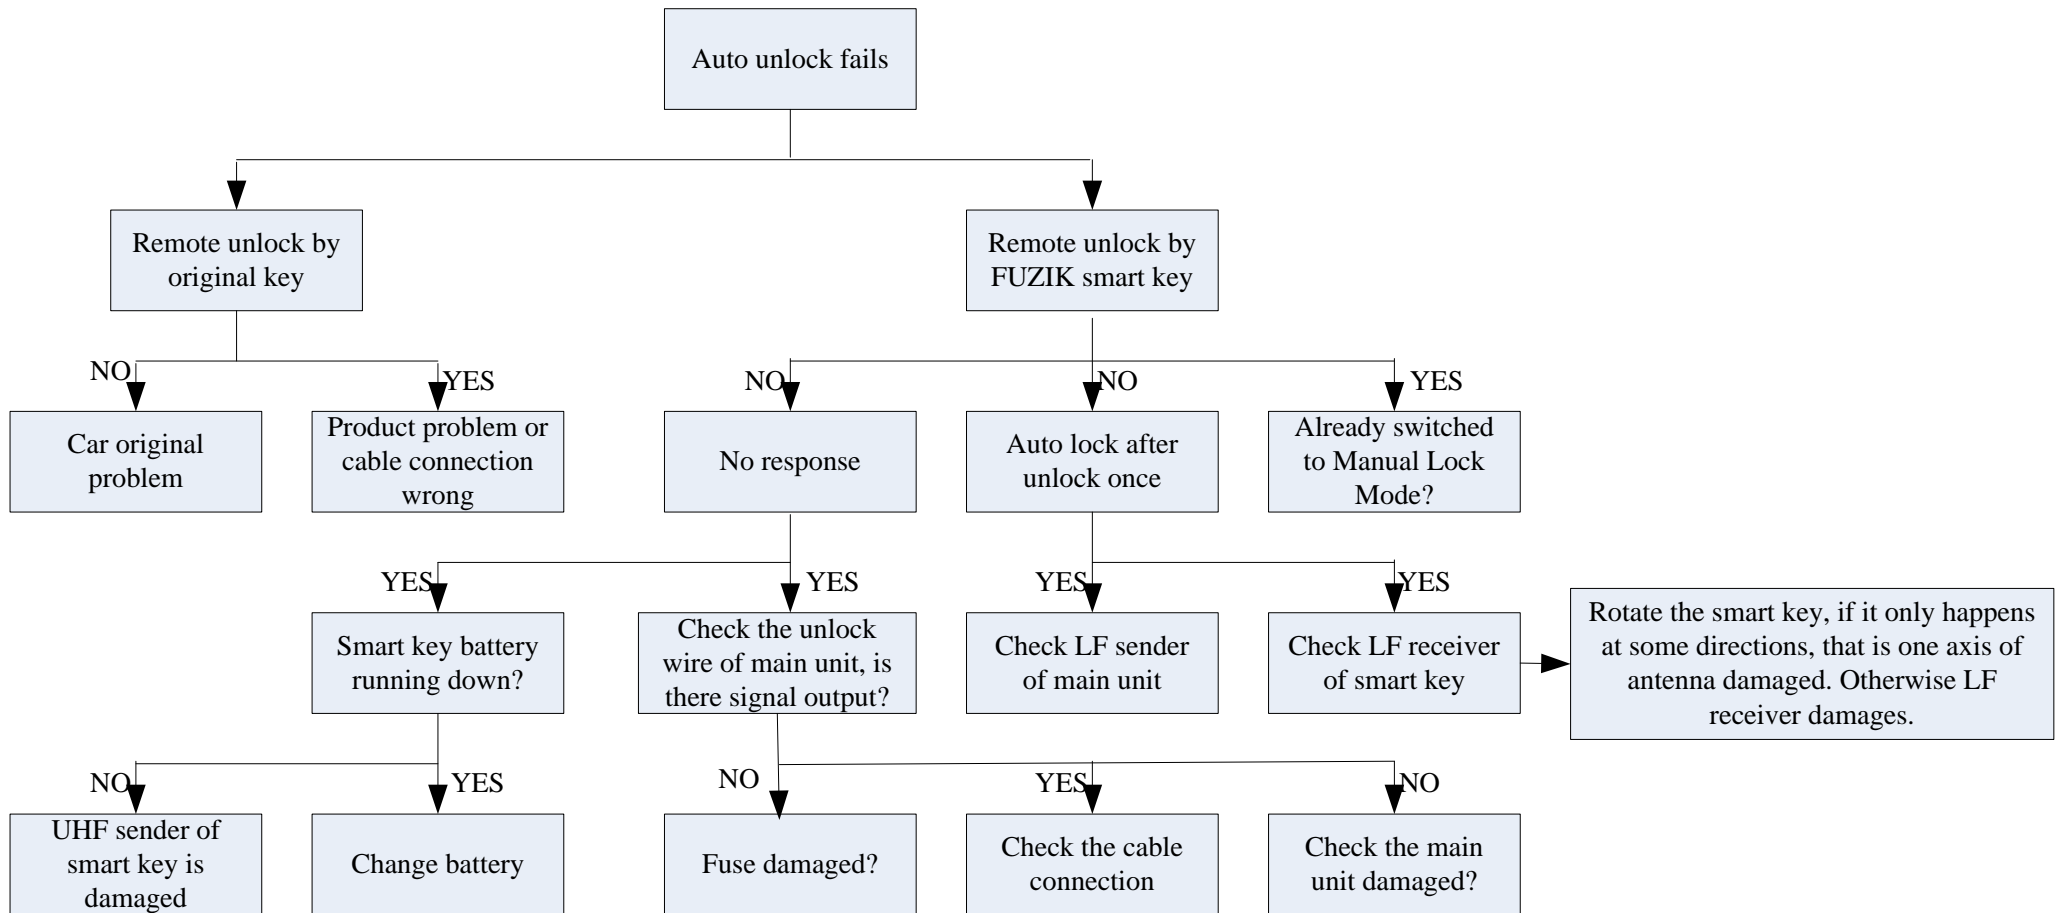 Auto unlock fails
Remote unlock by
original key
Remote unlock by
FUZIK smart key
NO
YES
NO
NO
YES
Car original
problem
Product problem or
cable connection
wrong
No response
Auto lock after
unlock once
Already switched
to Manual Lock
Mode?
YES
YES
YES
YES
Smart key battery
running down?
Check the unlock
wire of main unit, is
there signal output?
Check LF sender
of main unit
Check LF receiver
of smart key
Rotate the smart key, if it only happens
at some directions, that is one axis of
antenna damaged. Otherwise LF
receiver damages.
NO
YES
NO
YES
NO
UHF sender of
smart key is
damaged
Change battery
Fuse damaged?
Check the cable
connection
Check the main
unit damaged?